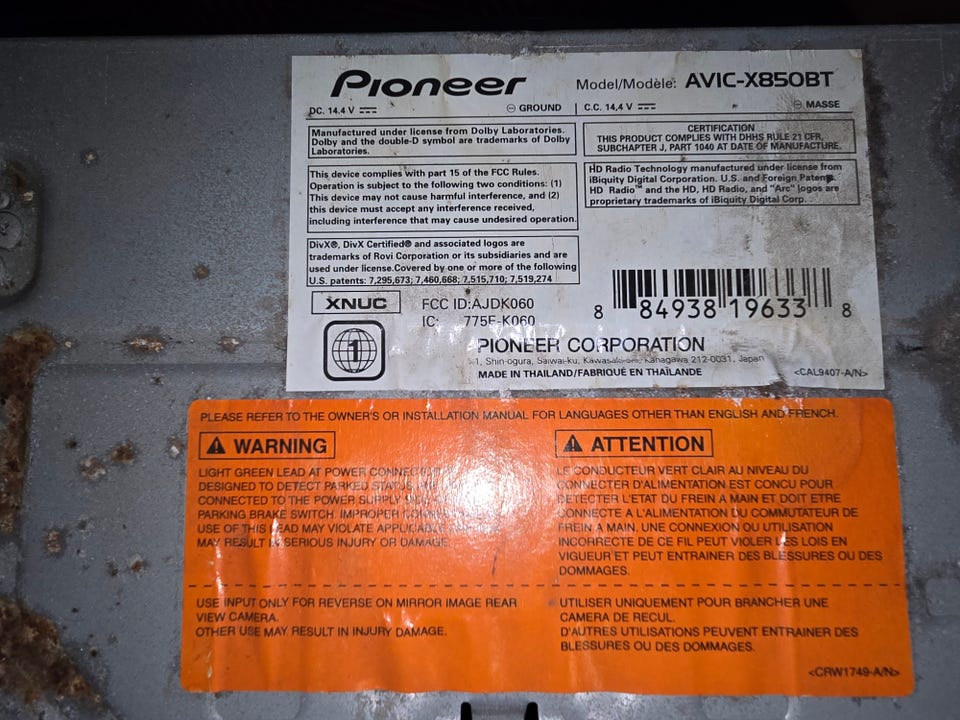 Pioneer
Model/Modèle: AVIC-X850BT
DC. 14.4 V GROUND
C.C. 14,4 V MASSE
Manufactured under license from Dolby Laboratories.
Dolby and the double-D symbol are trademarks of Dolby
Laboratories.
This device complies with part 15 of the FCC Rules.
Operation is subject to the following two conditions: (1)
This device may not cause harmful interference, and (2)
this device must accept any interference received,
including interference that may cause undesired operation.
DivX®, DivX Certified® and associated logos are
trademarks of Rovi Corporation or its subsidiaries and are
used under license.Covered by one or more of the following
U.S. patents: 7,295,673; 7,460,668; 7,515,710; 7,519,274
CERTIFICATION
THIS PRODUCT COMPLIES WITH DHHS RULE 21 CFR,
SUBCHAPTER J, PART 1040 AT DATE OF MANUFACTURE.
HD Radio Technology manufactured under license from
iBiquity Digital Corporation. U.S. and Foreign Patents.
HD Radio™ and the HD, HD Radio, and "Arc" logos are
proprietary trademarks of iBiquity Digital Corp.
XNUC
FCC ID:AJDK060
IC: 775E-K060
1
8 84938 19633 8
PIONEER CORPORATION
1, Shin-ogura, Saiwai-ku, Kanagawa 212-0031, Japan
MADE IN THAILAND/FABRIQUÉ EN THAÏLANDE
<CAL9407-A/N>
PLEASE REFER TO THE OWNER'S OR INSTALLATION MANUAL FOR LANGUAGES OTHER THAN ENGLISH AND FRENCH.
WARNING
LIGHT GREEN LEAD AT POWER
DESIGNED TO DETECT PARKED
CONNECTED TO THE POWER SUPPLY
PARKING BRAKE SWITCH. IMPROPER
USE OF THIS LEAD MAY VIOLATE
MAY RESULT IN SERIOUS INJURY OR DAMAGE.
USE INPUT ONLY FOR REVERSE ON MIRROR IMAGE REAR
VIEW CAMERA.
OTHER USE MAY RESULT IN INJURY DAMAGE.
ATTENTION
LE CONDUCTEUR VERT CLAIR AU NIVEAU DU
CONNECTER D'ALIMENTATION EST CONCU POUR
DETECTER L'ETAT DU FREIN A MAIN ET DOIT ETRE
CONNECTE A L'ALIMENTATION DU COMMUTATEUR DE
FREIN A MAIN. UNE CONNEXION OU UTILISATION
INCORRECTE DE CE FIL PEUT VIOLER LES LOIS EN
VIGUEUR ET PEUT ENTRAINER DES BLESSURES OU DES
DOMMAGES.
UTILISER UNIQUEMENT POUR BRANCHER UNE
CAMERA DE RECUL.
D'AUTRES UTILISATIONS PEUVENT ENTRAINER DES
BLESSURES OU DES DOMMAGES.
<CRW1749-A/N>